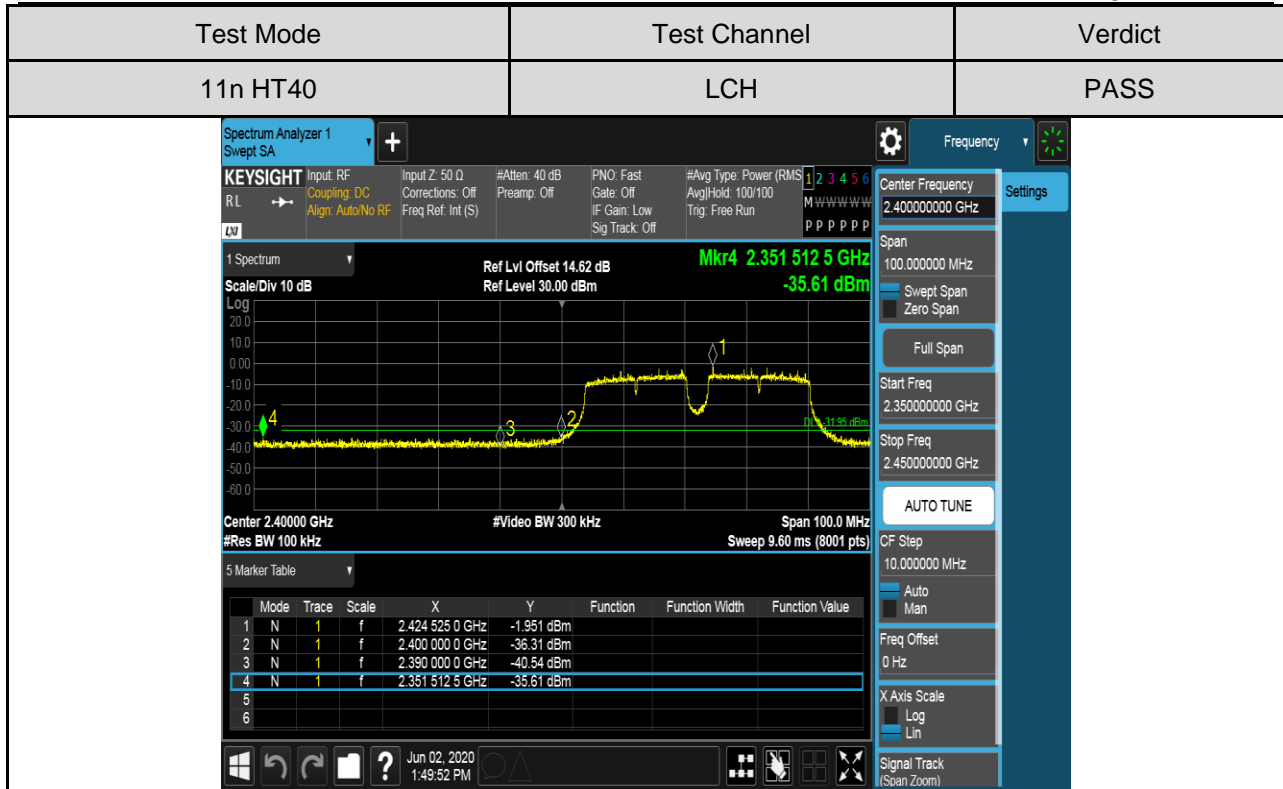 Test Mode Test Channel Verdict
11n HT40 LCH PASS
Spectrum Analyzer 1
Swept SA
+
Frequency
KEYSIGHT
RL
LXI
Input: RF
Coupling: DC
Align: Auto/No RF
Input Z: 50 Ω
Corrections: Off
Freq Ref: Int (S)
#Atten: 40 dB
Preamp: Off
PNO: Fast
Gate: Off
IF Gain: Low
Sig Track: Off
#Avg Type: Power (RMS
Avg|Hold: 100/100
Trig: Free Run
1 2 3 4 5 6
M W W W W W
P P P P P P
1 Spectrum
Scale/Div 10 dB
Ref Lvl Offset 14.62 dB
Ref Level 30.00 dBm
Mkr4 2.351 512 5 GHz
-35.61 dBm
Log
20.0
10.0
0.00
-10.0
-20.0
-30.0
-40.0
-50.0
-60.0
1
2
3
4
-31.95 dBm
Center 2.40000 GHz #Video BW 300 kHz Span 100.0 MHz
#Res BW 100 kHz Sweep 9.60 ms (8001 pts)
5 Marker Table
Mode Trace Scale X Y Function Function Width Function Value
1 N 1 f 2.424 525 0 GHz -1.951 dBm
2 N 1 f 2.400 000 0 GHz -36.31 dBm
3 N 1 f 2.390 000 0 GHz -40.54 dBm
4 N 1 f 2.351 512 5 GHz -35.61 dBm
5
6
?
Jun 02, 2020
1:49:52 PM
Center Frequency
2.400000000 GHz
Settings
Span
100.000000 MHz
Swept Span
Zero Span
Full Span
Start Freq
2.350000000 GHz
Stop Freq
2.450000000 GHz
AUTO TUNE
CF Step
10.000000 MHz
Auto
Man
Freq Offset
0 Hz
X Axis Scale
Log
Lin
Signal Track
(Span Zoom)